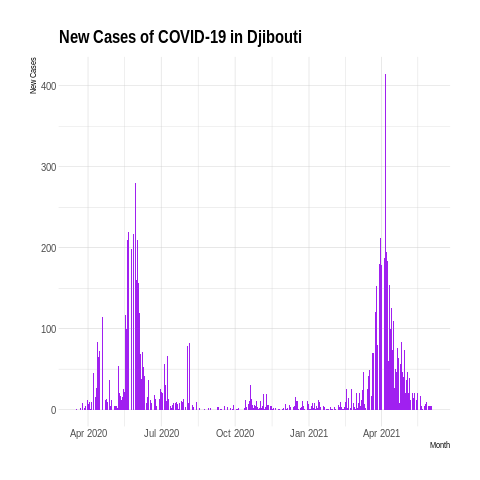 New Cases of COVID-19 in Djibouti
New Cases
400
300
200
100
0
Apr 2020 Jul 2020 Oct 2020 Jan 2021 Apr 2021
Month